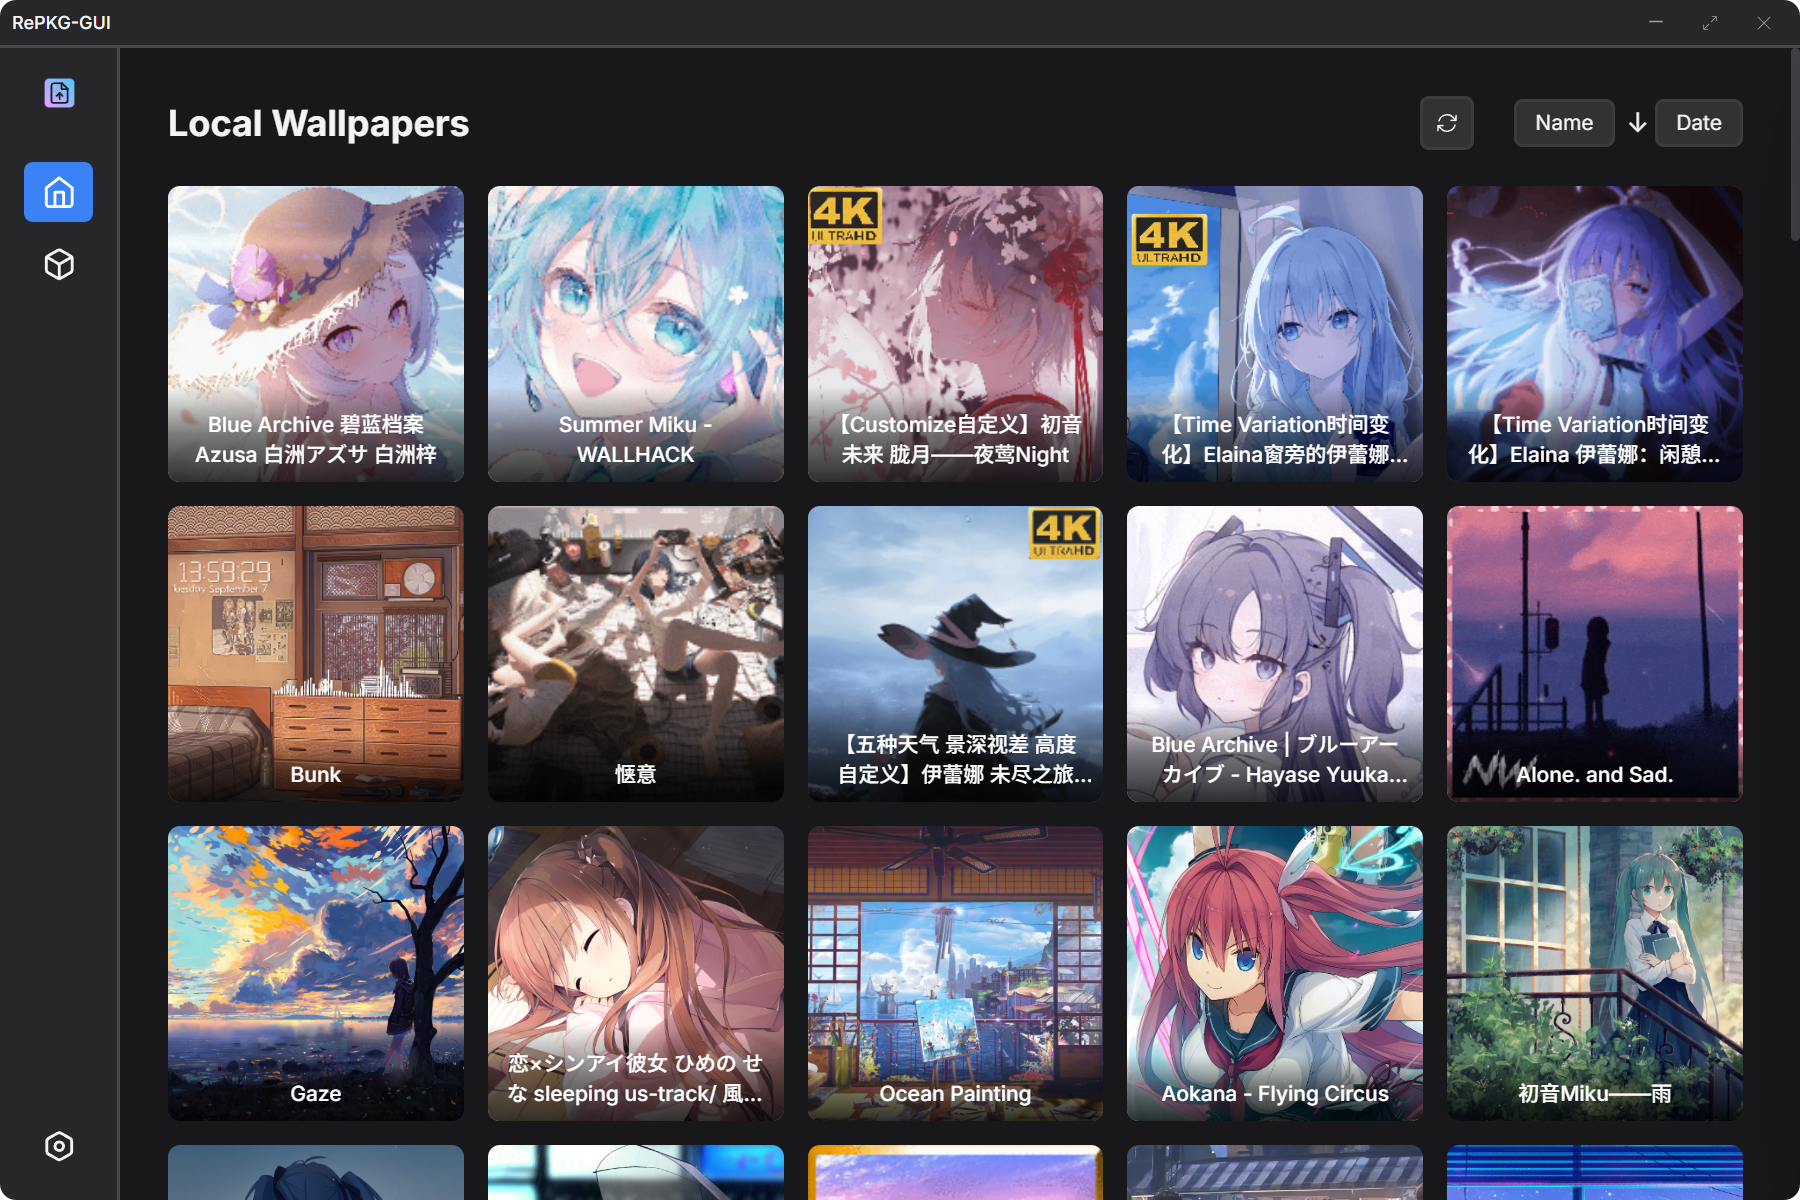 RePKG-GUI
Local Wallpapers
Name
Date
4K
ULTRAHD
4K
ULTRAHD
Blue Archive 碧蓝档案
Azusa 白洲アズサ 白洲梓
Summer Miku -
WALLHACK
【Customize自定义】初音
未来 胧月——夜莺Night
【Time Variation时间变
化】Elaina窗旁的伊蕾娜...
【Time Variation时间变
化】Elaina 伊蕾娜：闲憩...
13:59:29
Tuesday September 7
4K
ULTRAHD
Bunk
惬意
【五种天气 景深视差 高度
自定义】伊蕾娜 未尽之旅...
Blue Archive | ブルーアー
カイブ - Hayase Yuuka...
Alone. and Sad.
Gaze
恋×シンアイ彼女 ひめの せ
な sleeping us-track/ 風...
Ocean Painting
Aokana - Flying Circus
初音Miku——雨